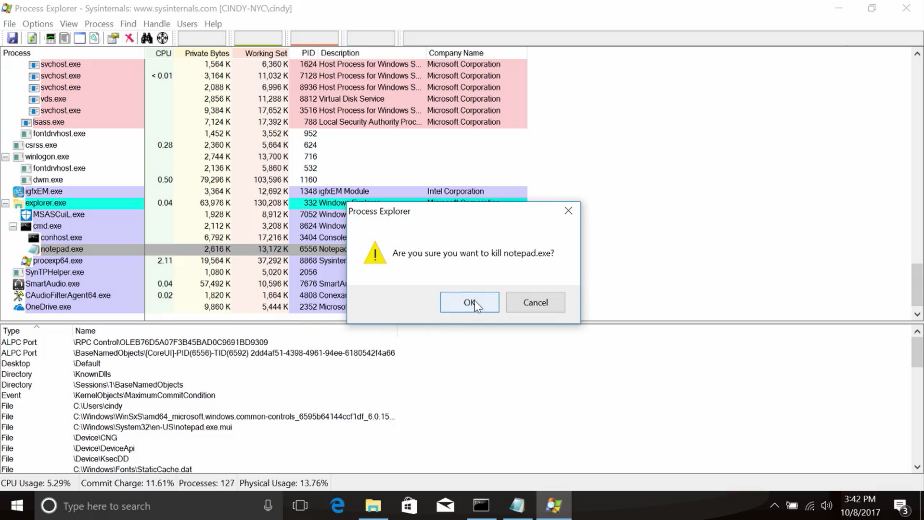 Process Explorer - Sysinternals: www.sysinternals.com [CINDY-NYC\cindy]
File Options View Process Find Handle Users Help
Process CPU Private Bytes Working Set PID Description Company Name
svchost.exe 1,564 K 6,360 K 1624 Host Process for Windows S... Microsoft Corporation
svchost.exe < 0.01 3,164 K 11,032 K 7128 Host Process for Windows S... Microsoft Corporation
svchost.exe 2,088 K 6,996 K 8936 Host Process for Windows S... Microsoft Corporation
vds.exe 2,856 K 11,288 K 8812 Virtual Disk Service Microsoft Corporation
svchost.exe 9,384 K 17,652 K 3516 Host Process for Windows S... Microsoft Corporation
lsass.exe 7,124 K 17,392 K 788 Local Security Authority Proc... Microsoft Corporation
fontdrvhost.exe 1,452 K 3,552 K 952
csrss.exe 0.28 2,360 K 5,664 K 624
winlogon.exe 2,744 K 13,700 K 716
fontdrvhost.exe 2,136 K 5,860 K 532
dwm.exe 0.50 79,296 K 103,596 K 1160
igfxEM.exe 3,364 K 12,692 K 1348 igfxEM Module Intel Corporation
explorer.exe 0.04 63,976 K 130,208 K 332
MSASCuiL.exe 1,928 K 8,912 K 7052
cmd.exe 2,112 K 3,008 K 8624
conhost.exe 6,792 K 17,216 K 3404
notepad.exe 2,616 K 13,172 K 6556
procexp64.exe 2.11 19,564 K 37,292 K 8868
SynTPHelper.exe 1,080 K 5,020 K 2056
SmartAudio.exe 0.04 57,492 K 10,596 K 7676
CAudioFilterAgent64.exe 0.02 1,820 K 1,664 K 4480
OneDrive.exe 9,860 K 5,444 K 2352
Process Explorer
Are you sure you want to kill notepad.exe?
OK Cancel
Type Name
ALPC Port \RPC Control\OLEB76D5A07F3B45BAD0C9691BD9309
ALPC Port \BaseNamedObjects\[CoreUI]-PID(6556)-TID(6592) 2dd4af51-4398-4961-94ee-6180542f4a6d
Desktop \Default
Directory \KnownDlls
Directory \Sessions\1\BaseNamedObjects
Event \KernelObjects\MaximumCommitCondition
File C:\Users\cindy
File C:\Windows\WinSxS\amd64_microsoft.windows.common-controls_6595b64144ccf1df_6.0.15...
File C:\Windows\System32\en-US\notepad.exe.mui
File \Device\CNG
File \Device\DeviceApi
File \Device\KsecDD
File C:\Windows\Fonts\StaticCache.dat
CPU Usage: 5.29% Commit Charge: 11.61% Processes: 127 Physical Usage: 13.76%
Type here to search
3:42 PM
10/8/2017
3